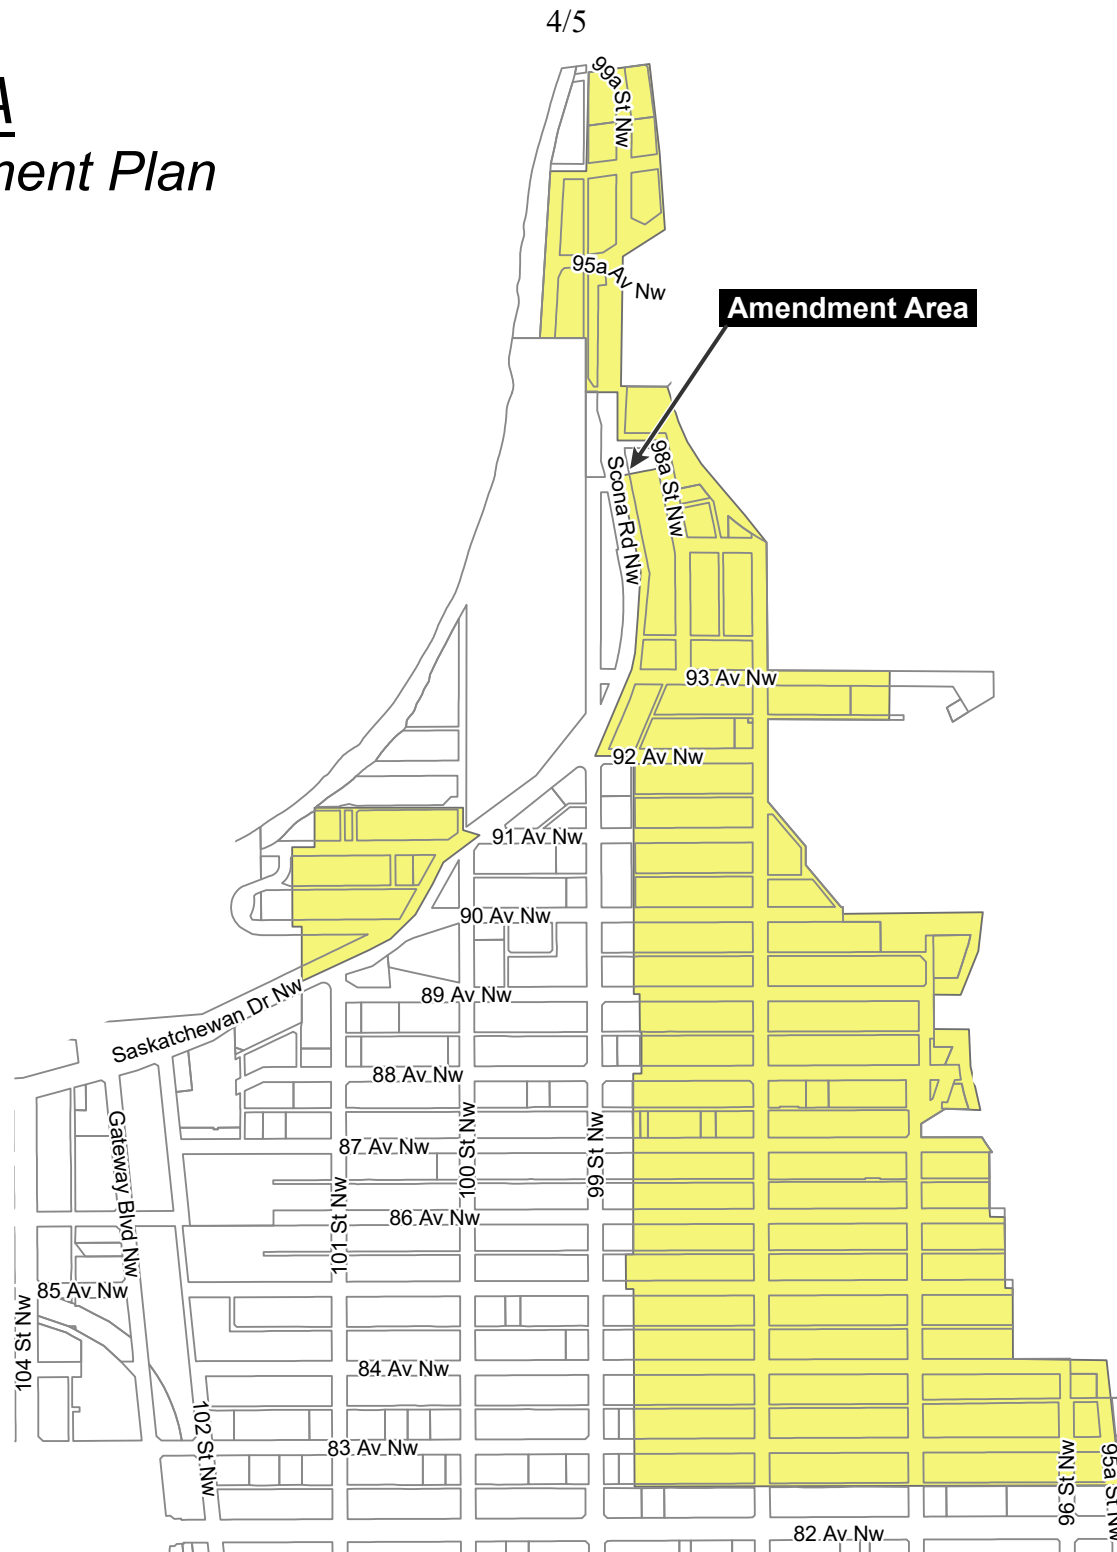 4/5
A
ment Plan
99a St Nw
95a Av Nw
Amendment Area
98a St Nw
Scona Rd Nw
93 Av Nw
92 Av Nw
91 Av Nw
90 Av Nw
89 Av Nw
Saskatchewan Dr Nw
88 Av Nw
87 Av Nw
Gateway Blvd Nw
100 St Nw
99 St Nw
101 St Nw
86 Av Nw
85 Av Nw
104 St Nw
84 Av Nw
102 St Nw
83 Av Nw
96 St Nw
95a St Nw
82 Av Nw